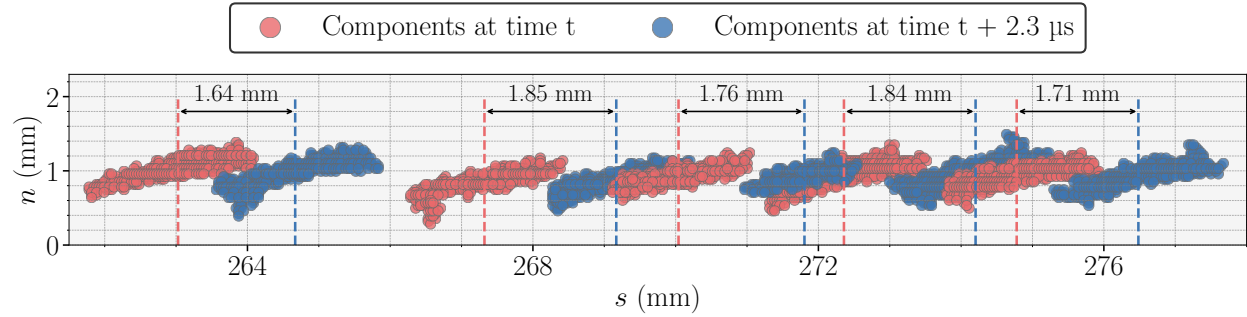 Components at time t
Components at time t + 2.3 µs
1.64 mm
1.85 mm
1.76 mm
1.84 mm
1.71 mm
2
1
0
n (mm)
264
268
272
276
s (mm)